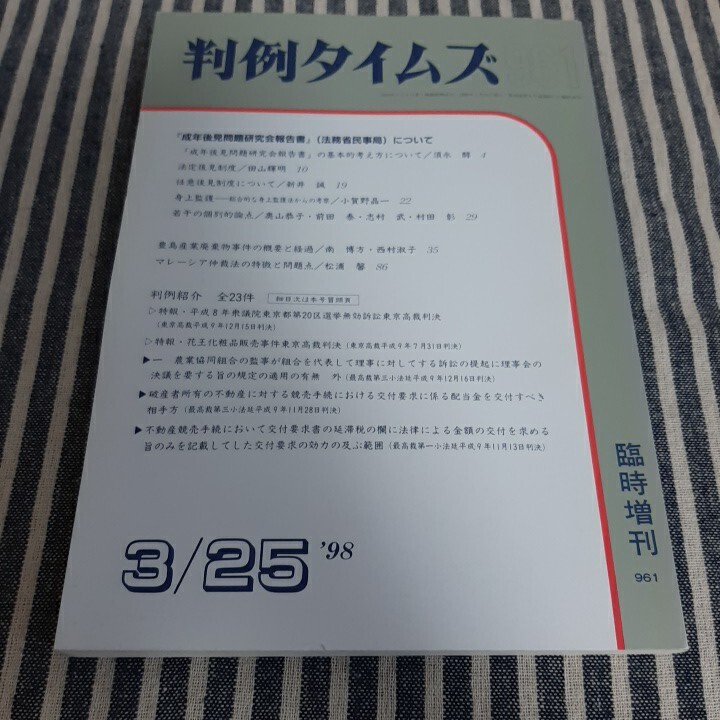 判例タイムズ
「成年後見問題研究会報告書」(法務省民事局)について
「成年後見問題研究会報告書」の基本的考え方について/須永 醇 4
法定後見制度/田山輝明 10
任意後見制度について/新井 誠 19
身上監護――総合的な身上監護法からの考察/小賀野晶一 22
若干の個別的論点/奥山恭子・前田 泰・志村 武・村田 彰 29
豊島産業廃棄物事件の概要と経過/南 博方・西村淑子 35
マレーシア仲裁法の特徴と問題点/松浦 馨 86
判例紹介 全23件 細目次は本号冒頭頁
▷特報・平成8年衆議院東京都第20区選挙無効訴訟東京高裁判決
(東京高裁平成9年12月15日判決)
▷特報・花王化粧品販売事件東京高裁判決(東京高裁平成9年7月31日判決)
▶一 農業協同組合の監事が組合を代表して理事に対してする訴訟の提起に理事会の
決議を要する旨の規定の適用の有無 外(最高裁第三小法廷平成9年12月16日判決)
▶破産者所有の不動産に対する競売手続における交付要求に係る配当金を交付すべき
相手方(最高裁第三小法廷平成9年11月28日判決)
▶不動産競売手続において交付要求書の延滞税の欄に法律による金額の交付を求める
旨のみを記載してした交付要求の効力の及ぶ範囲(最高裁第一小法廷平成9年11月13日判決)
3/25 '98
臨時増刊
961